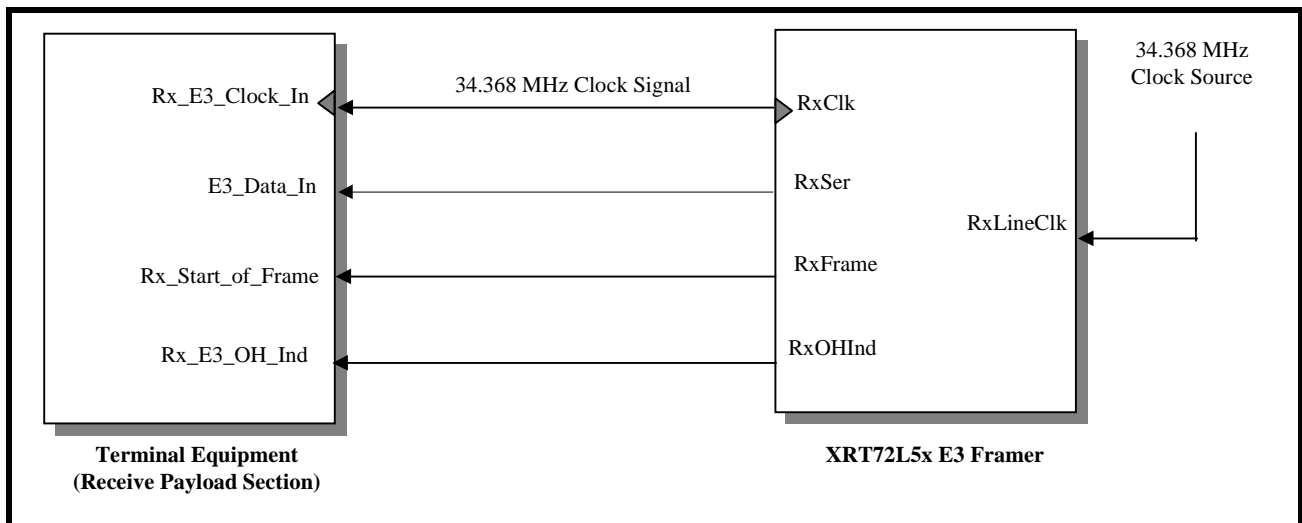 34.368 MHz
Clock Source
Rx_E3_Clock_In
34.368 MHz Clock Signal
RxClk
E3_Data_In
RxSer
RxLineClk
Rx_Start_of_Frame
RxFrame
Rx_E3_OH_Ind
RxOHInd
Terminal Equipment
(Receive Payload Section)
XRT72L5x E3 Framer